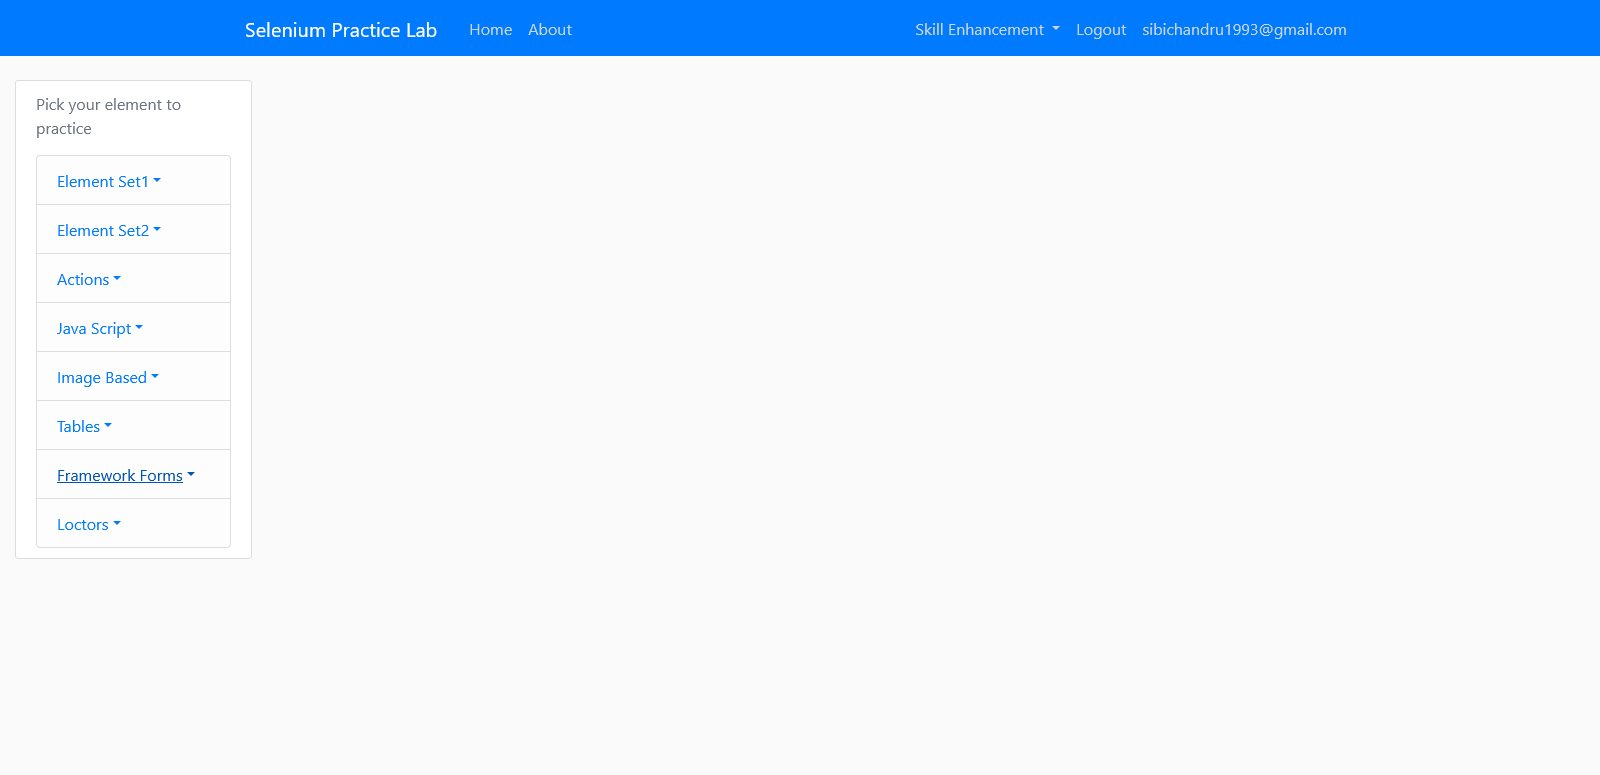 Selenium Practice Lab Home About Skill Enhancement Logout sibichandru1993@gmail.com
Pick your element to
practice
Element Set1
Element Set2
Actions
Java Script
Image Based
Tables
Framework Forms
Loctors